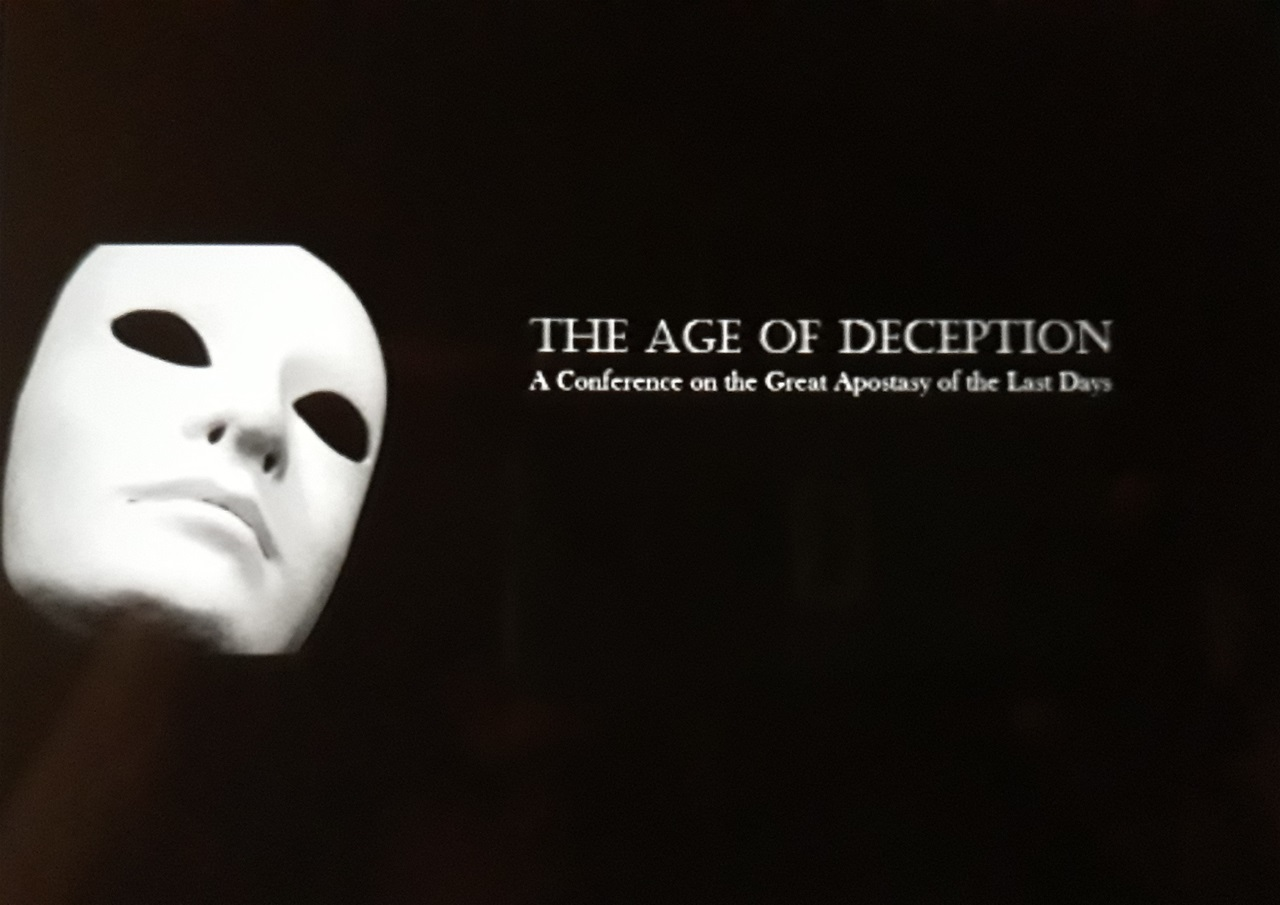 THE AGE OF DECEPTION
A Conference on the Great Apostasy of the Last Days